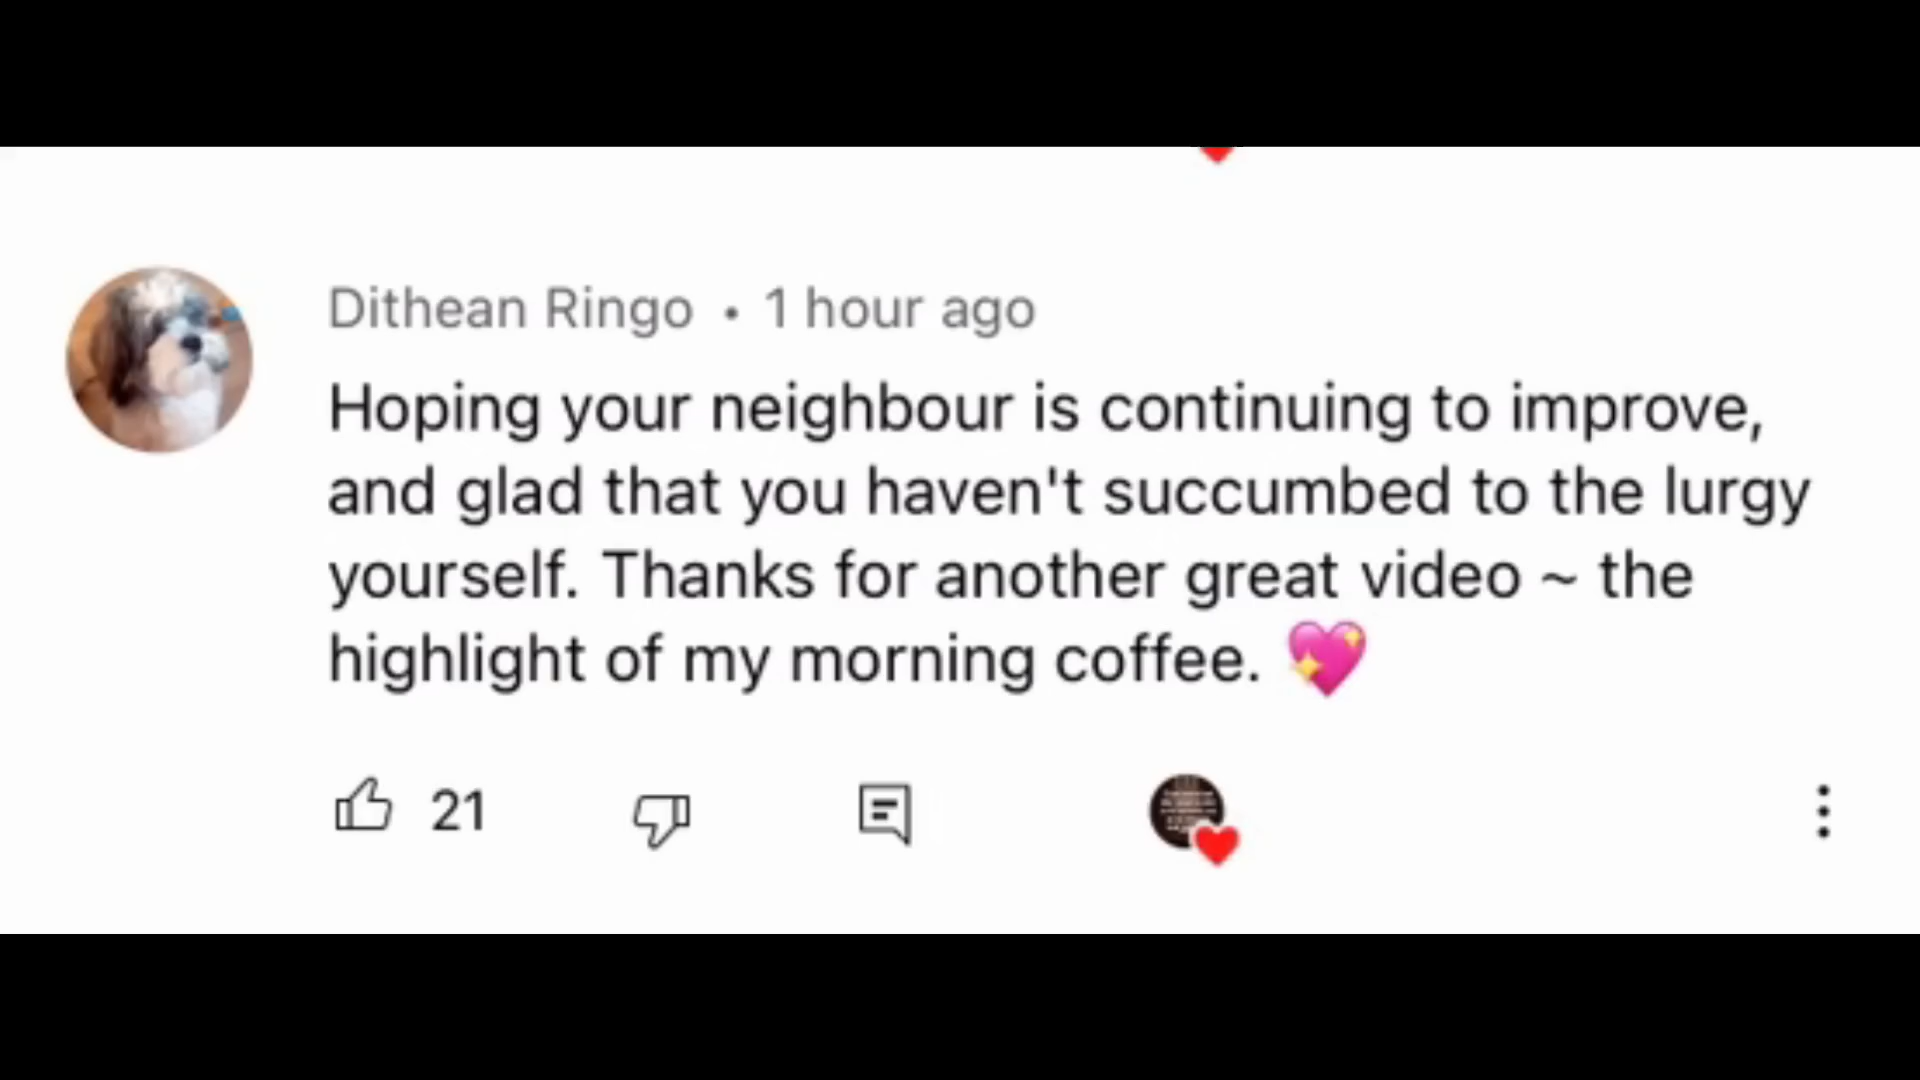 Dithean Ringo • 1 hour ago
Hoping your neighbour is continuing to improve,
and glad that you haven't succumbed to the lurgy
yourself. Thanks for another great video ~ the
highlight of my morning coffee. 💖
21